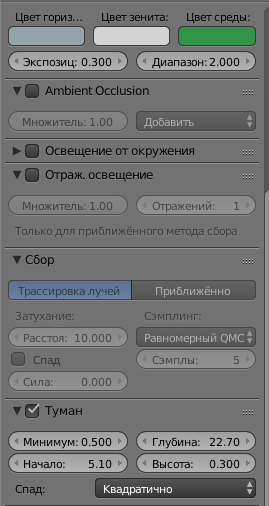 Цвет гориз… Цвет зенита: Цвет среды:
Экспозиц: 0.300 Диапазон: 2.000
Ambient Occlusion
Множитель: 1.00 Добавить
Освещение от окружения
Отраж. освещение
Множитель: 1.00 Отражений: 1
Только для приближённого метода сбора
Сбор
Трассировка лучей Приближённо
Затухание: Сэмплинг:
Расстоя: 10.000 Равномерный QMC
Спад Сэмплы: 5
Сила: 0.000
Туман
Минимум: 0.500 Глубина: 22.70
Начало: 5.10 Высота: 0.300
Спад: Квадратично